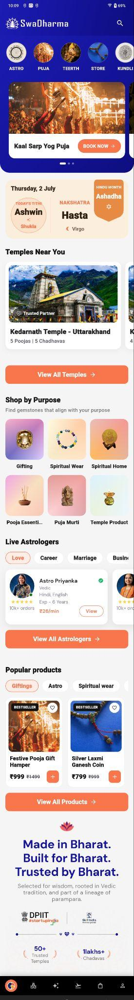 10:09
69%
SwaDharma
ASTRO PUJA TEERTH STORE KUNDLI
Kaal Sarp Yog Puja
BOOK NOW →
Thursday, 2 July
HINDU MONTH
Ashadha
TODAY'S TITHI
Ashwin
Shukla
NAKSHATRA
Hasta
Virgo
Temples Near You
Trusted Partner
Kedarnath Temple - Uttarakhand
K
5 Poojas | 5 Chadhavas
4
View All Temples →
Shop by Purpose
Find gemstones that align with your purpose
Gifting Spiritual Wear Spiritual Home
Pooja Essenti... Puja Murti Temple Product
Live Astrologers
Love Career Marriage Busine
Astro Priyanka
Vedic
Hindi, English
Exp - 6 Years
★★★★★
10k+ orders
₹26/min
View
10k+ orc
View All Astrologers →
Popular products
Giftings Astro Spiritual wear
BESTSELLER
BESTSELLER
Festive Pooja Gift
Hamper
₹999 ₹1499
+
Silver Laxmi
Ganesh Coin
₹799 ₹999
+
View All Products →
Made in Bharat.
Built for Bharat.
Trusted by Bharat.
Selected for wisdom, rooted in Vedic
tradition, and part of a lineage of
parampara.
DPIIT
#startupindia
Skill India
50+
Trusted
Temples
1lakhs+
Chadavas